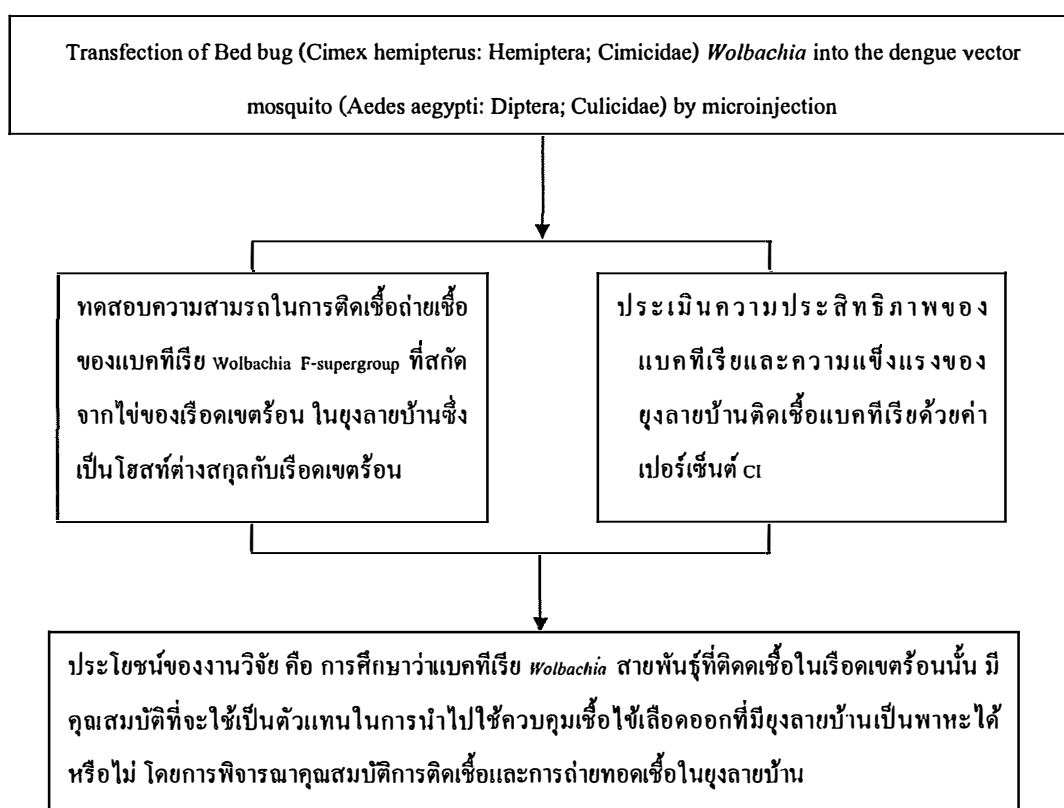 Transfection of Bed bug (Cimex hemipterus: Hemiptera; Cimicidae) Wolbachia into the dengue vector
mosquito (Aedes aegypti: Diptera; Culicidae) by microinjection
ทดสอบความสามรถในการติดเชื้อถ่ายเชื้อ
ของแบคทีเรีย Wolbachia F-supergroup ที่สกัด
จากไข่ของเรือดเขตร้อน ในยุงลายบ้านซึ่ง
เป็นโฮสท์ต่างสกุลกับเรือดเขตร้อน
ประเมินความประสิทธิภาพของ
แบคทีเรียและความแข็งแรงของ
ยุงลายบ้านติดเชื้อแบคทีเรียด้วยค่า
เปอร์เซ็นต์ CI
ประโยชน์ของงานวิจัย คือ การศึกษาว่าแบคทีเรีย Wolbachia สายพันธุ์ที่ติดคเชื้อในเรือดเขตร้อนนั้น มี
คุณสมบัติที่จะใช้เป็นตัวแทนในการนำไปใช้ควบคุมเชื้อไข้เลือดออกที่มียุงลายบ้านเป็นพาหะได้
หรือไม่ โดยการพิจารณาคุณสมบัติการติดเชื้อและการถ่ายทอดเชื้อในยุงลายบ้าน